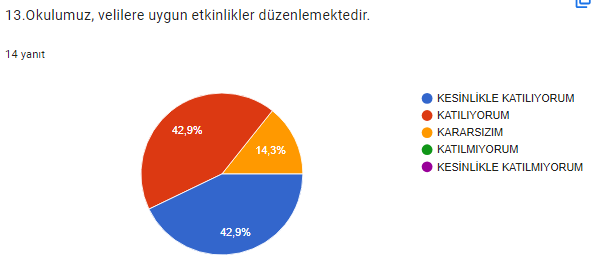 13.Okulumuz, velilere uygun etkinlikler düzenlemektedir.
14 yanıt
KESİNLİKLE KATILIYORUM
KATILIYORUM
KARARSIZIM
KATILMIYORUM
KESİNLİKLE KATILMIYORUM
42,9%
14,3%
42,9%